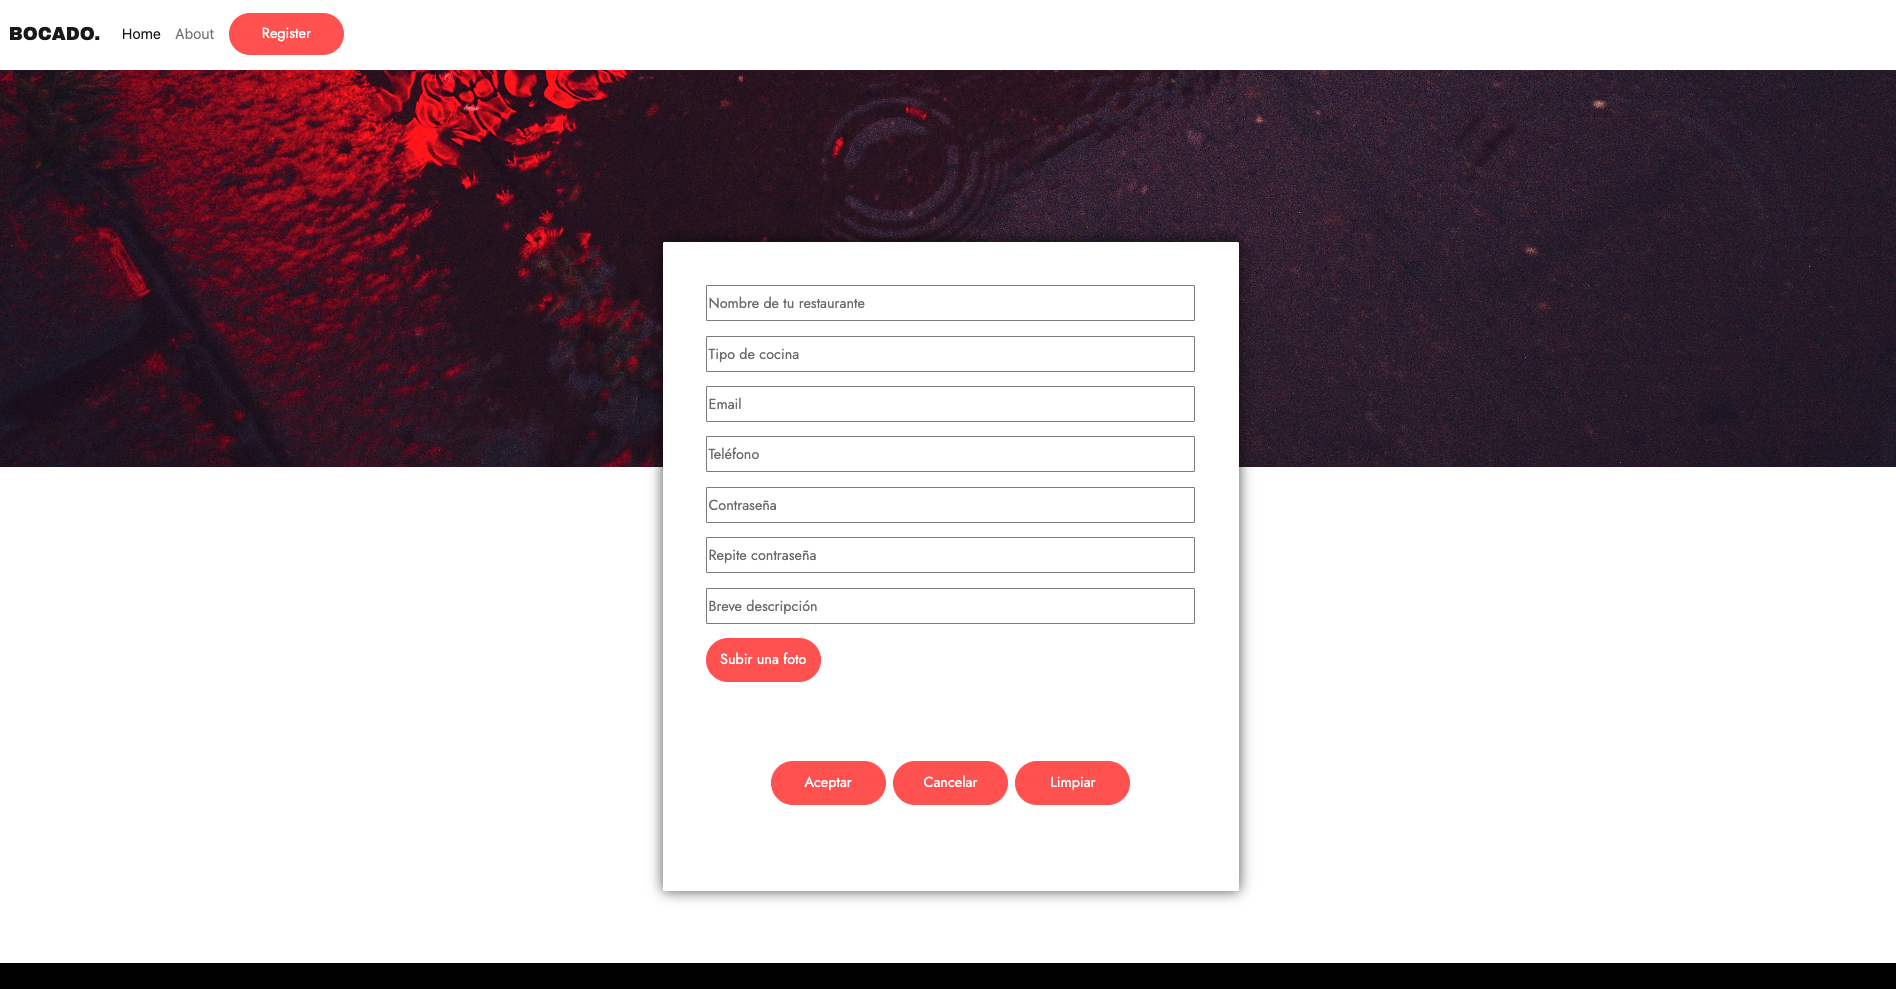 BOCADO. Home About Register
Nombre de tu restaurante
Tipo de cocina
Email
Teléfono
Contraseña
Repite contraseña
Breve descripción
Subir una foto
Aceptar Cancelar Limpiar